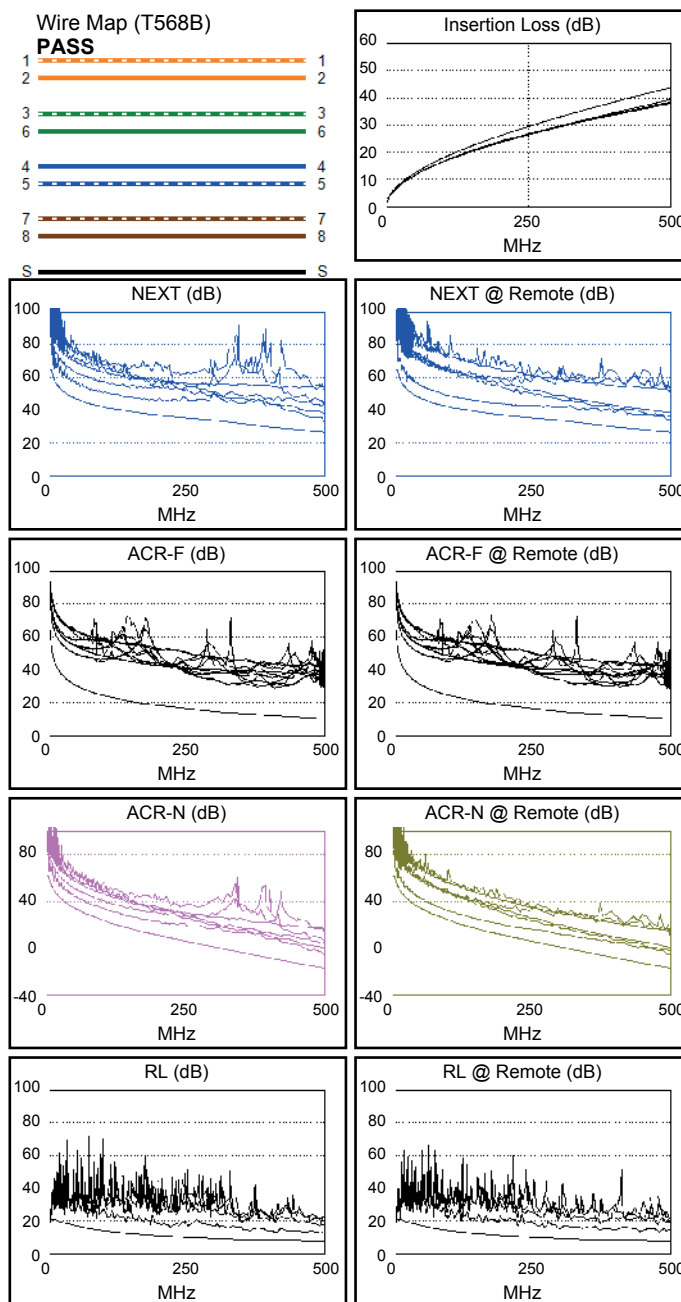 Wire Map (T568B)
PASS
1 1
2 2
3 3
6 6
4 4
5 5
7 7
8 8
S S
Insertion Loss (dB)
60
50
40
30
20
10
0
0 250 500
MHz
NEXT (dB)
100
80
60
40
20
0
0 250 500
MHz
NEXT @ Remote (dB)
100
80
60
40
20
0
0 250 500
MHz
ACR-F (dB)
100
80
60
40
20
0
0 250 500
MHz
ACR-F @ Remote (dB)
100
80
60
40
20
0
0 250 500
MHz
ACR-N (dB)
80
40
0
-40
0 250 500
MHz
ACR-N @ Remote (dB)
80
40
0
-40
0 250 500
MHz
RL (dB)
100
80
60
40
20
0
0 250 500
MHz
RL @ Remote (dB)
100
80
60
40
20
0
0 250 500
MHz